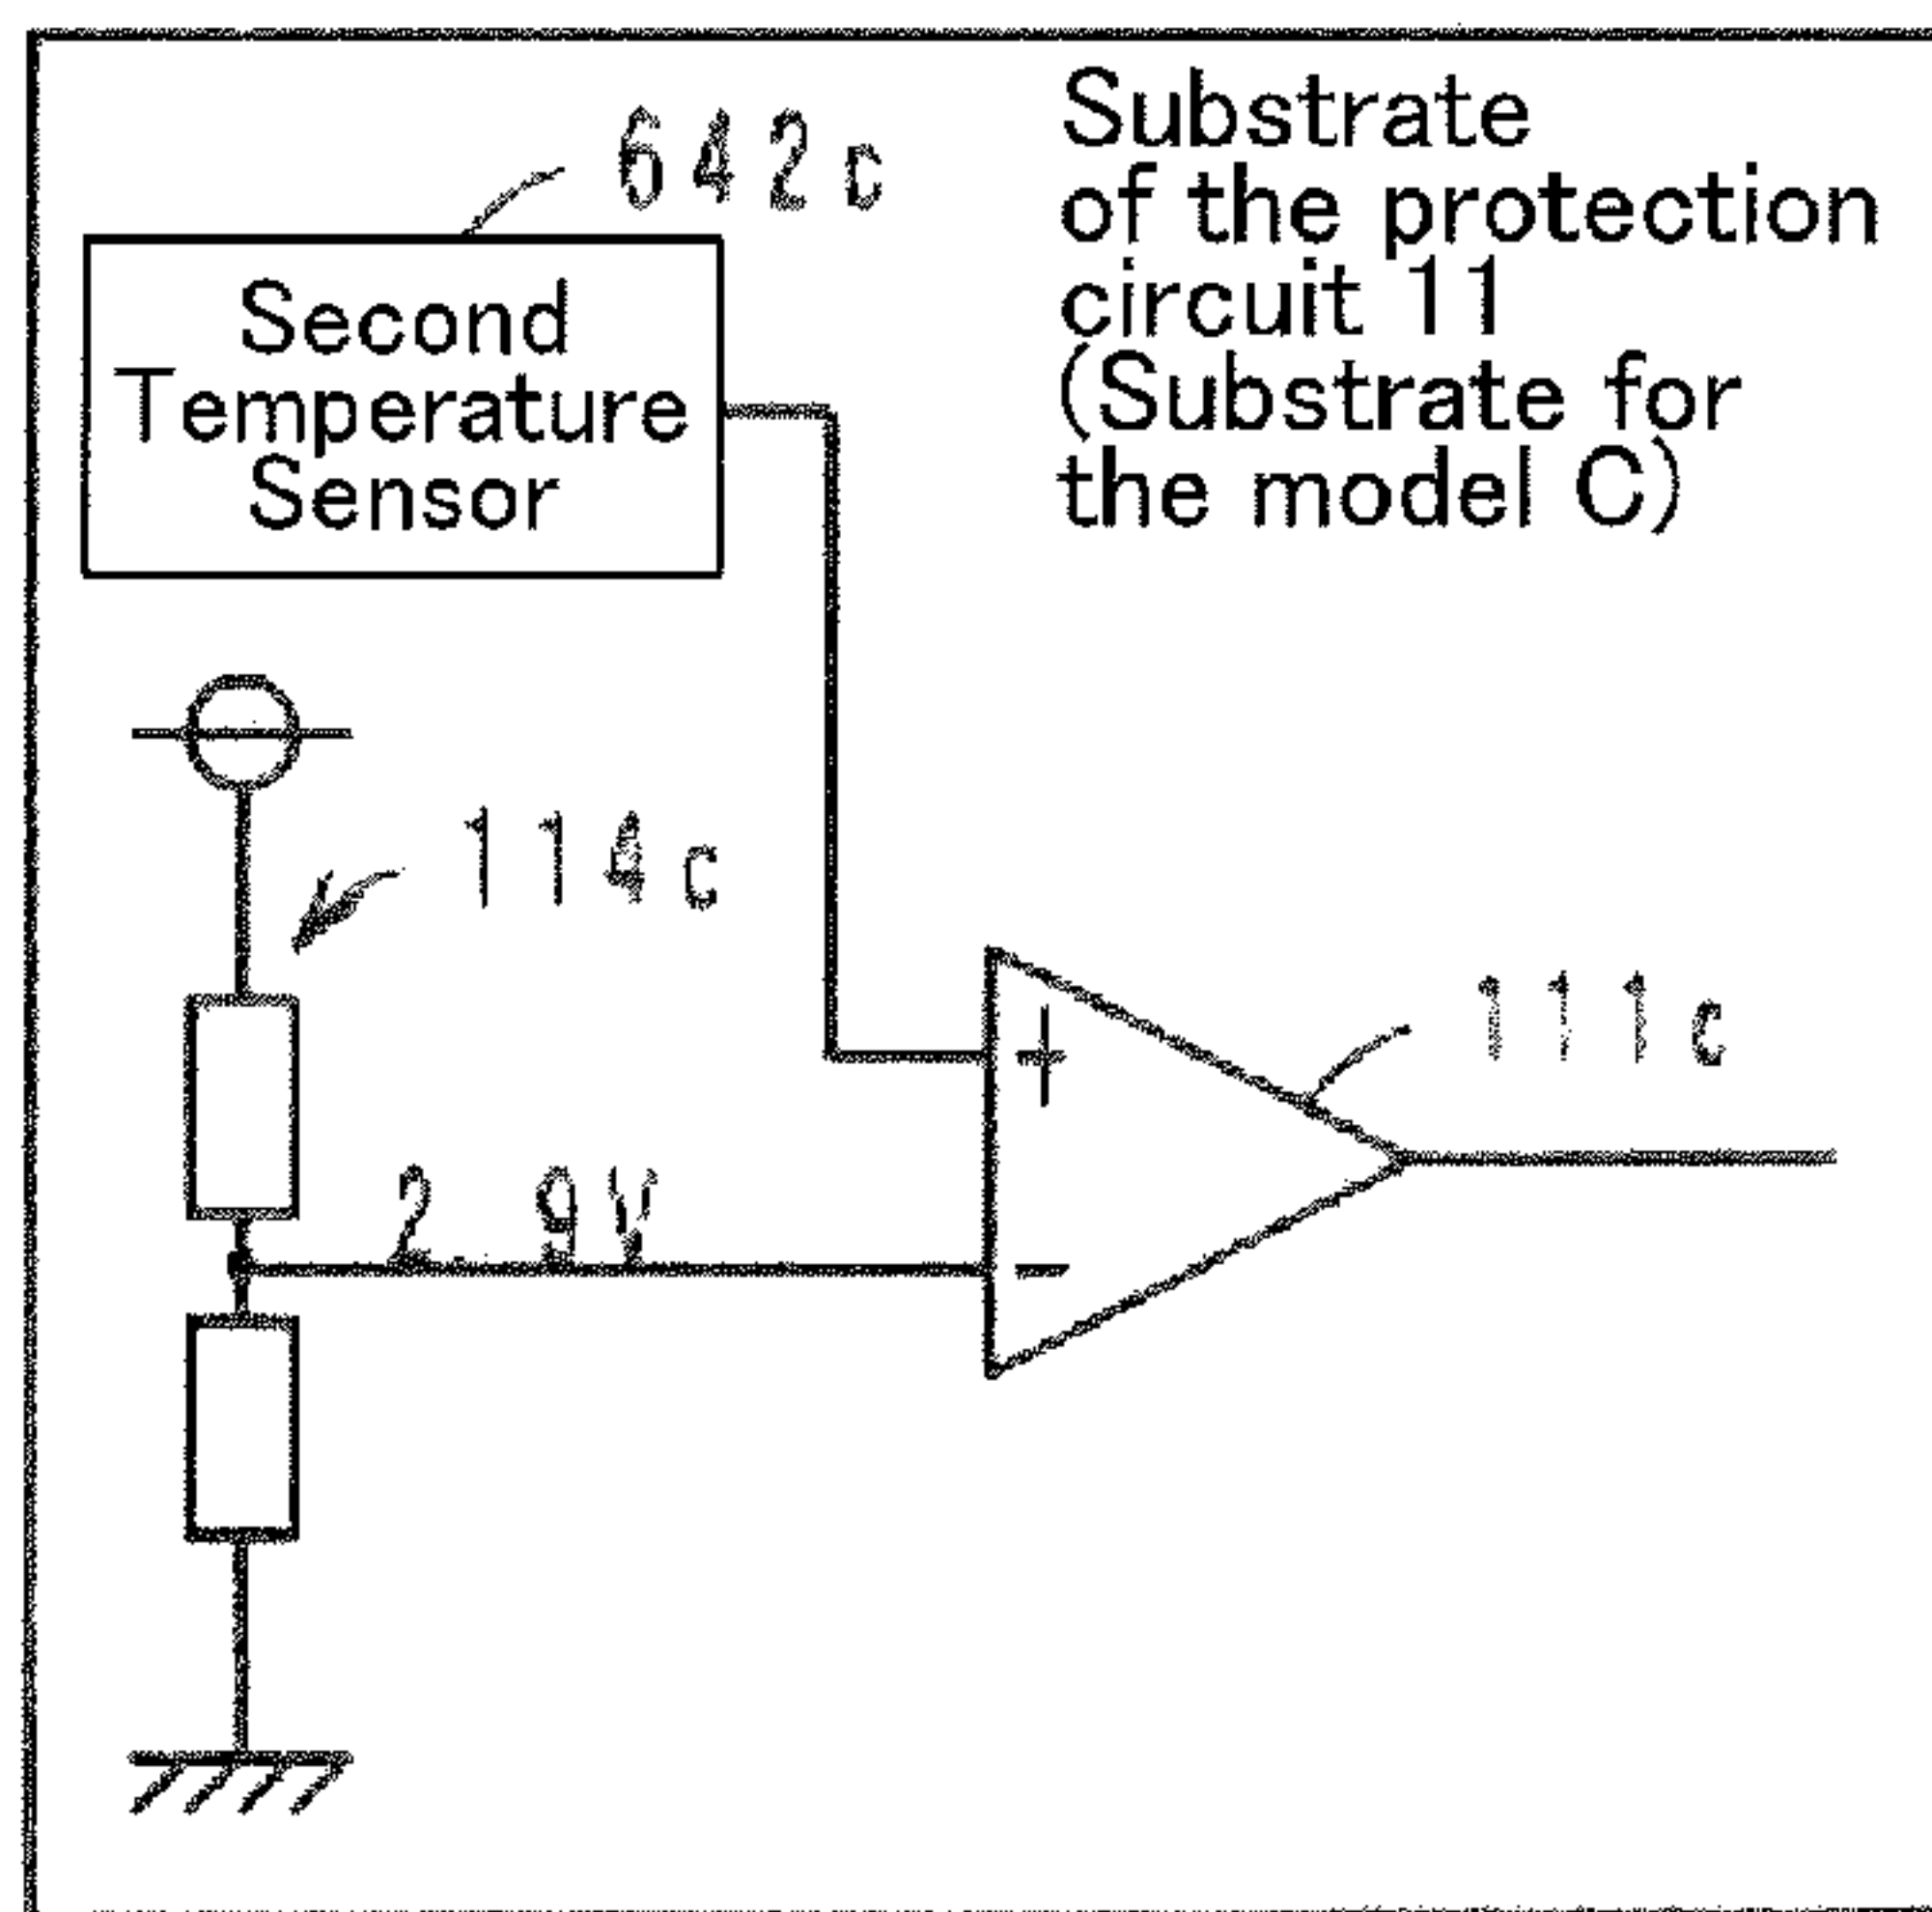 642c
Substrate
of the protection
circuit 11
(Substrate for
the model C)
Second
Temperature
Sensor
114c
111c
+
2.9V
−